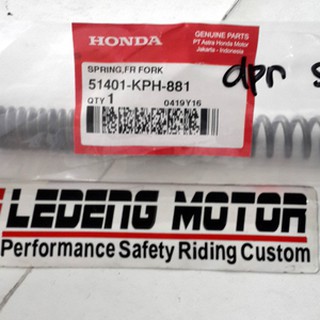 HONDA
GENUINE PARTS
PT Astra Honda Motor
Jakarta - Indonesia
SPRING,FR FORK
51401-KPH-881
QTY 1
0419Y16
dpr S
LEDENG MOTOR
Performance Safety Riding Custom